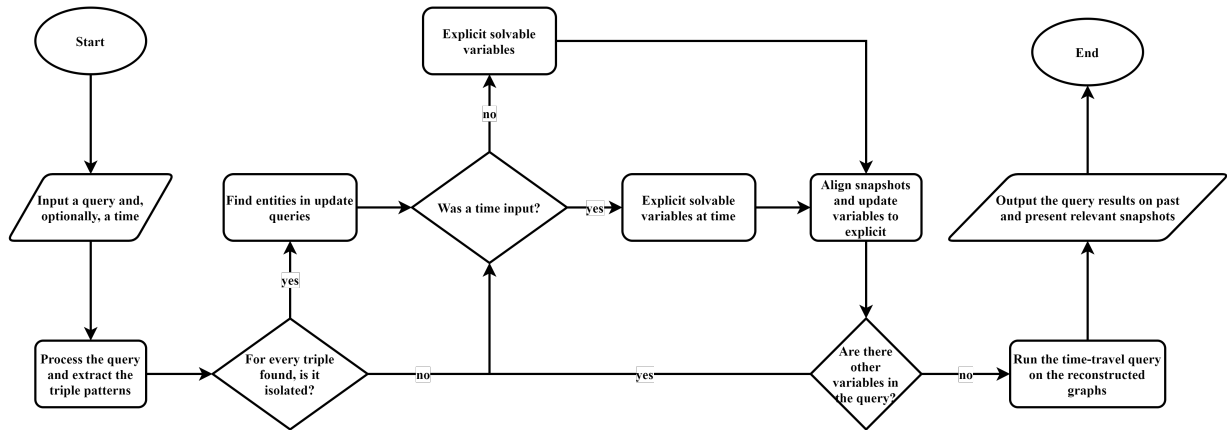 Start
Input a query and,
optionally, a time
Process the query
and extract the
triple patterns
For every triple
found, is it
isolated?
yes
no
Find entities in update
queries
Was a time input?
no
yes
Explicit solvable
variables
Explicit solvable
variables at time
Align snapshots
and update
variables to
explicit
Are there
other
variables in
the query?
yes
no
Run the time-travel query
on the reconstructed
graphs
Output the query results on past
and present relevant snapshots
End